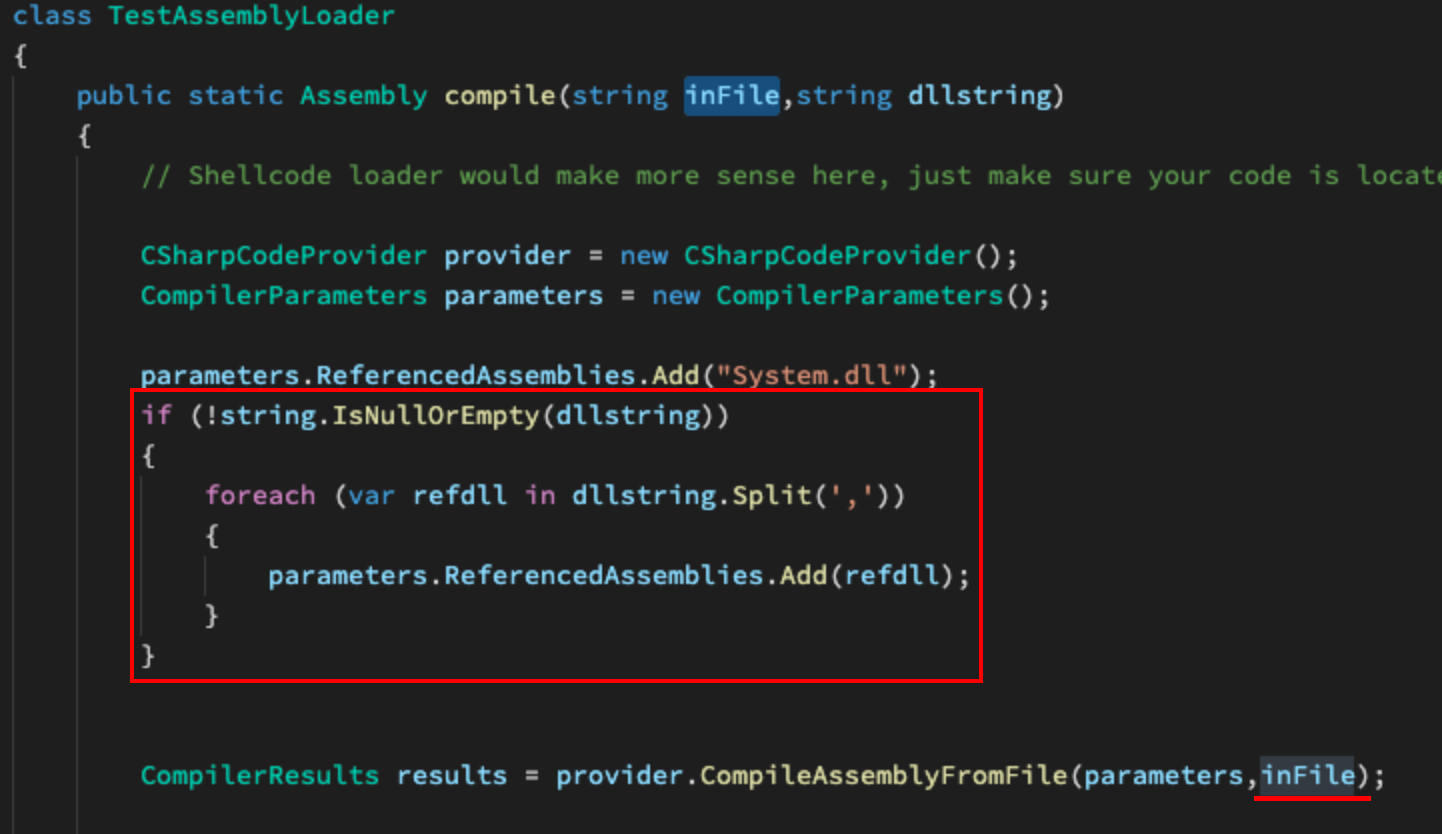 class TestAssemblyLoader
{
public static Assembly compile(string inFile,string dllstring)
{
// Shellcode loader would make more sense here, just make sure your code is locate
CSharpCodeProvider provider = new CSharpCodeProvider();
CompilerParameters parameters = new CompilerParameters();
parameters.ReferencedAssemblies.Add("System.dll");
if (!string.IsNullOrEmpty(dllstring))
{
foreach (var refdll in dllstring.Split(','))
{
parameters.ReferencedAssemblies.Add(refdll);
}
}
CompilerResults results = provider.CompileAssemblyFromFile(parameters,inFile);